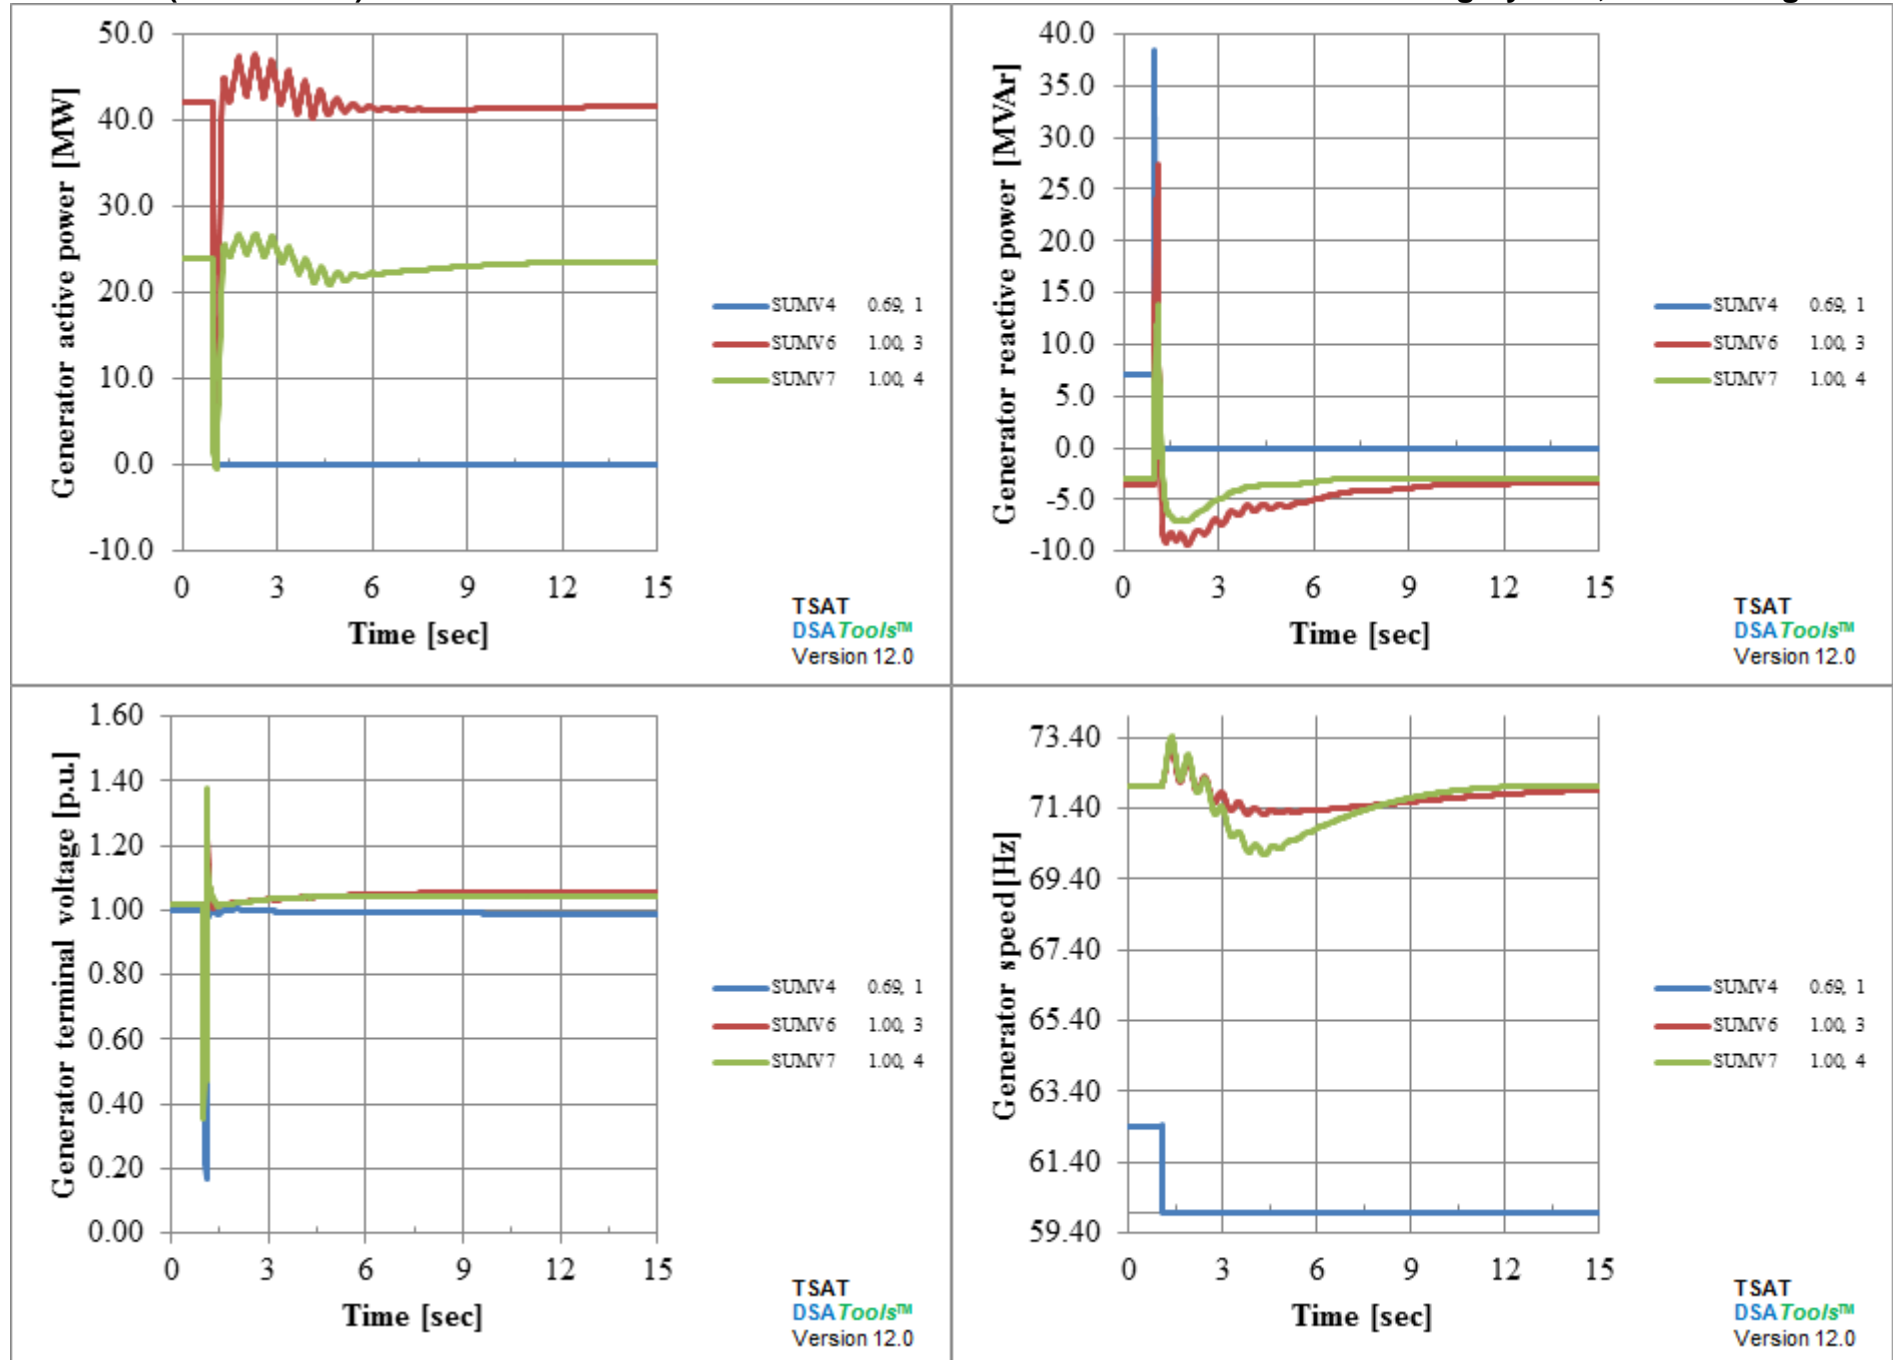 Generator active power [MW]
50.0
40.0
30.0
20.0
10.0
0.0
-10.0
0 3 6 9 12 15
Time [sec]
SUMV4 0.69, 1
SUMV6 1.00, 3
SUMV7 1.00, 4
TSAT
DSATools™
Version 12.0
Generator reactive power [MVAr]
40.0
35.0
30.0
25.0
20.0
15.0
10.0
5.0
0.0
-5.0
-10.0
0 3 6 9 12 15
Time [sec]
SUMV4 0.69, 1
SUMV6 1.00, 3
SUMV7 1.00, 4
TSAT
DSATools™
Version 12.0
Generator terminal voltage [p.u.]
1.60
1.40
1.20
1.00
0.80
0.60
0.40
0.20
0.00
0 3 6 9 12 15
Time [sec]
SUMV4 0.69, 1
SUMV6 1.00, 3
SUMV7 1.00, 4
TSAT
DSATools™
Version 12.0
Generator speed [Hz]
73.40
71.40
69.40
67.40
65.40
63.40
61.40
59.40
0 3 6 9 12 15
Time [sec]
SUMV4 0.69, 1
SUMV6 1.00, 3
SUMV7 1.00, 4
TSAT
DSATools™
Version 12.0